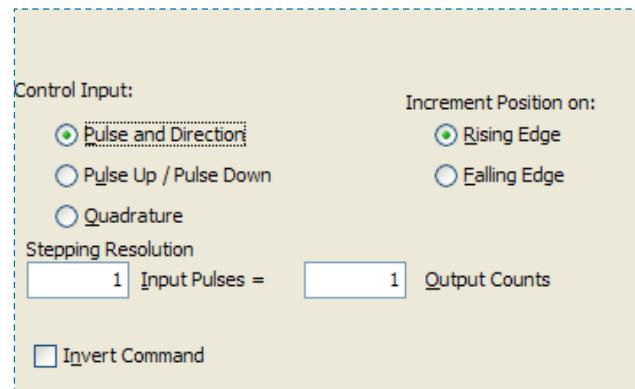 Control Input:
Increment Position on:
Pulse and Direction
Rising Edge
Pulse Up / Pulse Down
Falling Edge
Quadrature
Stepping Resolution
1 Input Pulses = 1 Output Counts
Invert Command